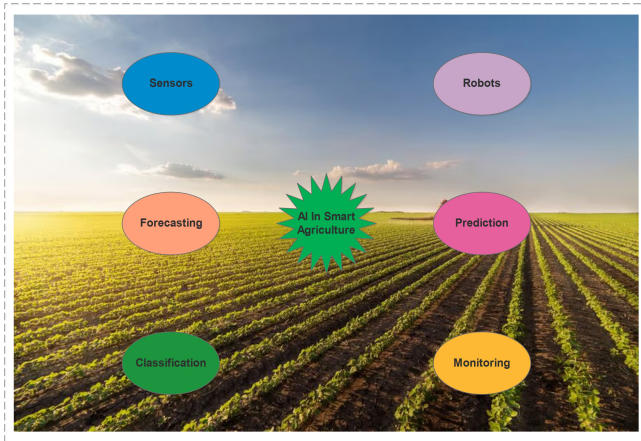 Sensors
Robots
Forecasting
AI In Smart
Agriculture
Prediction
Classification
Monitoring